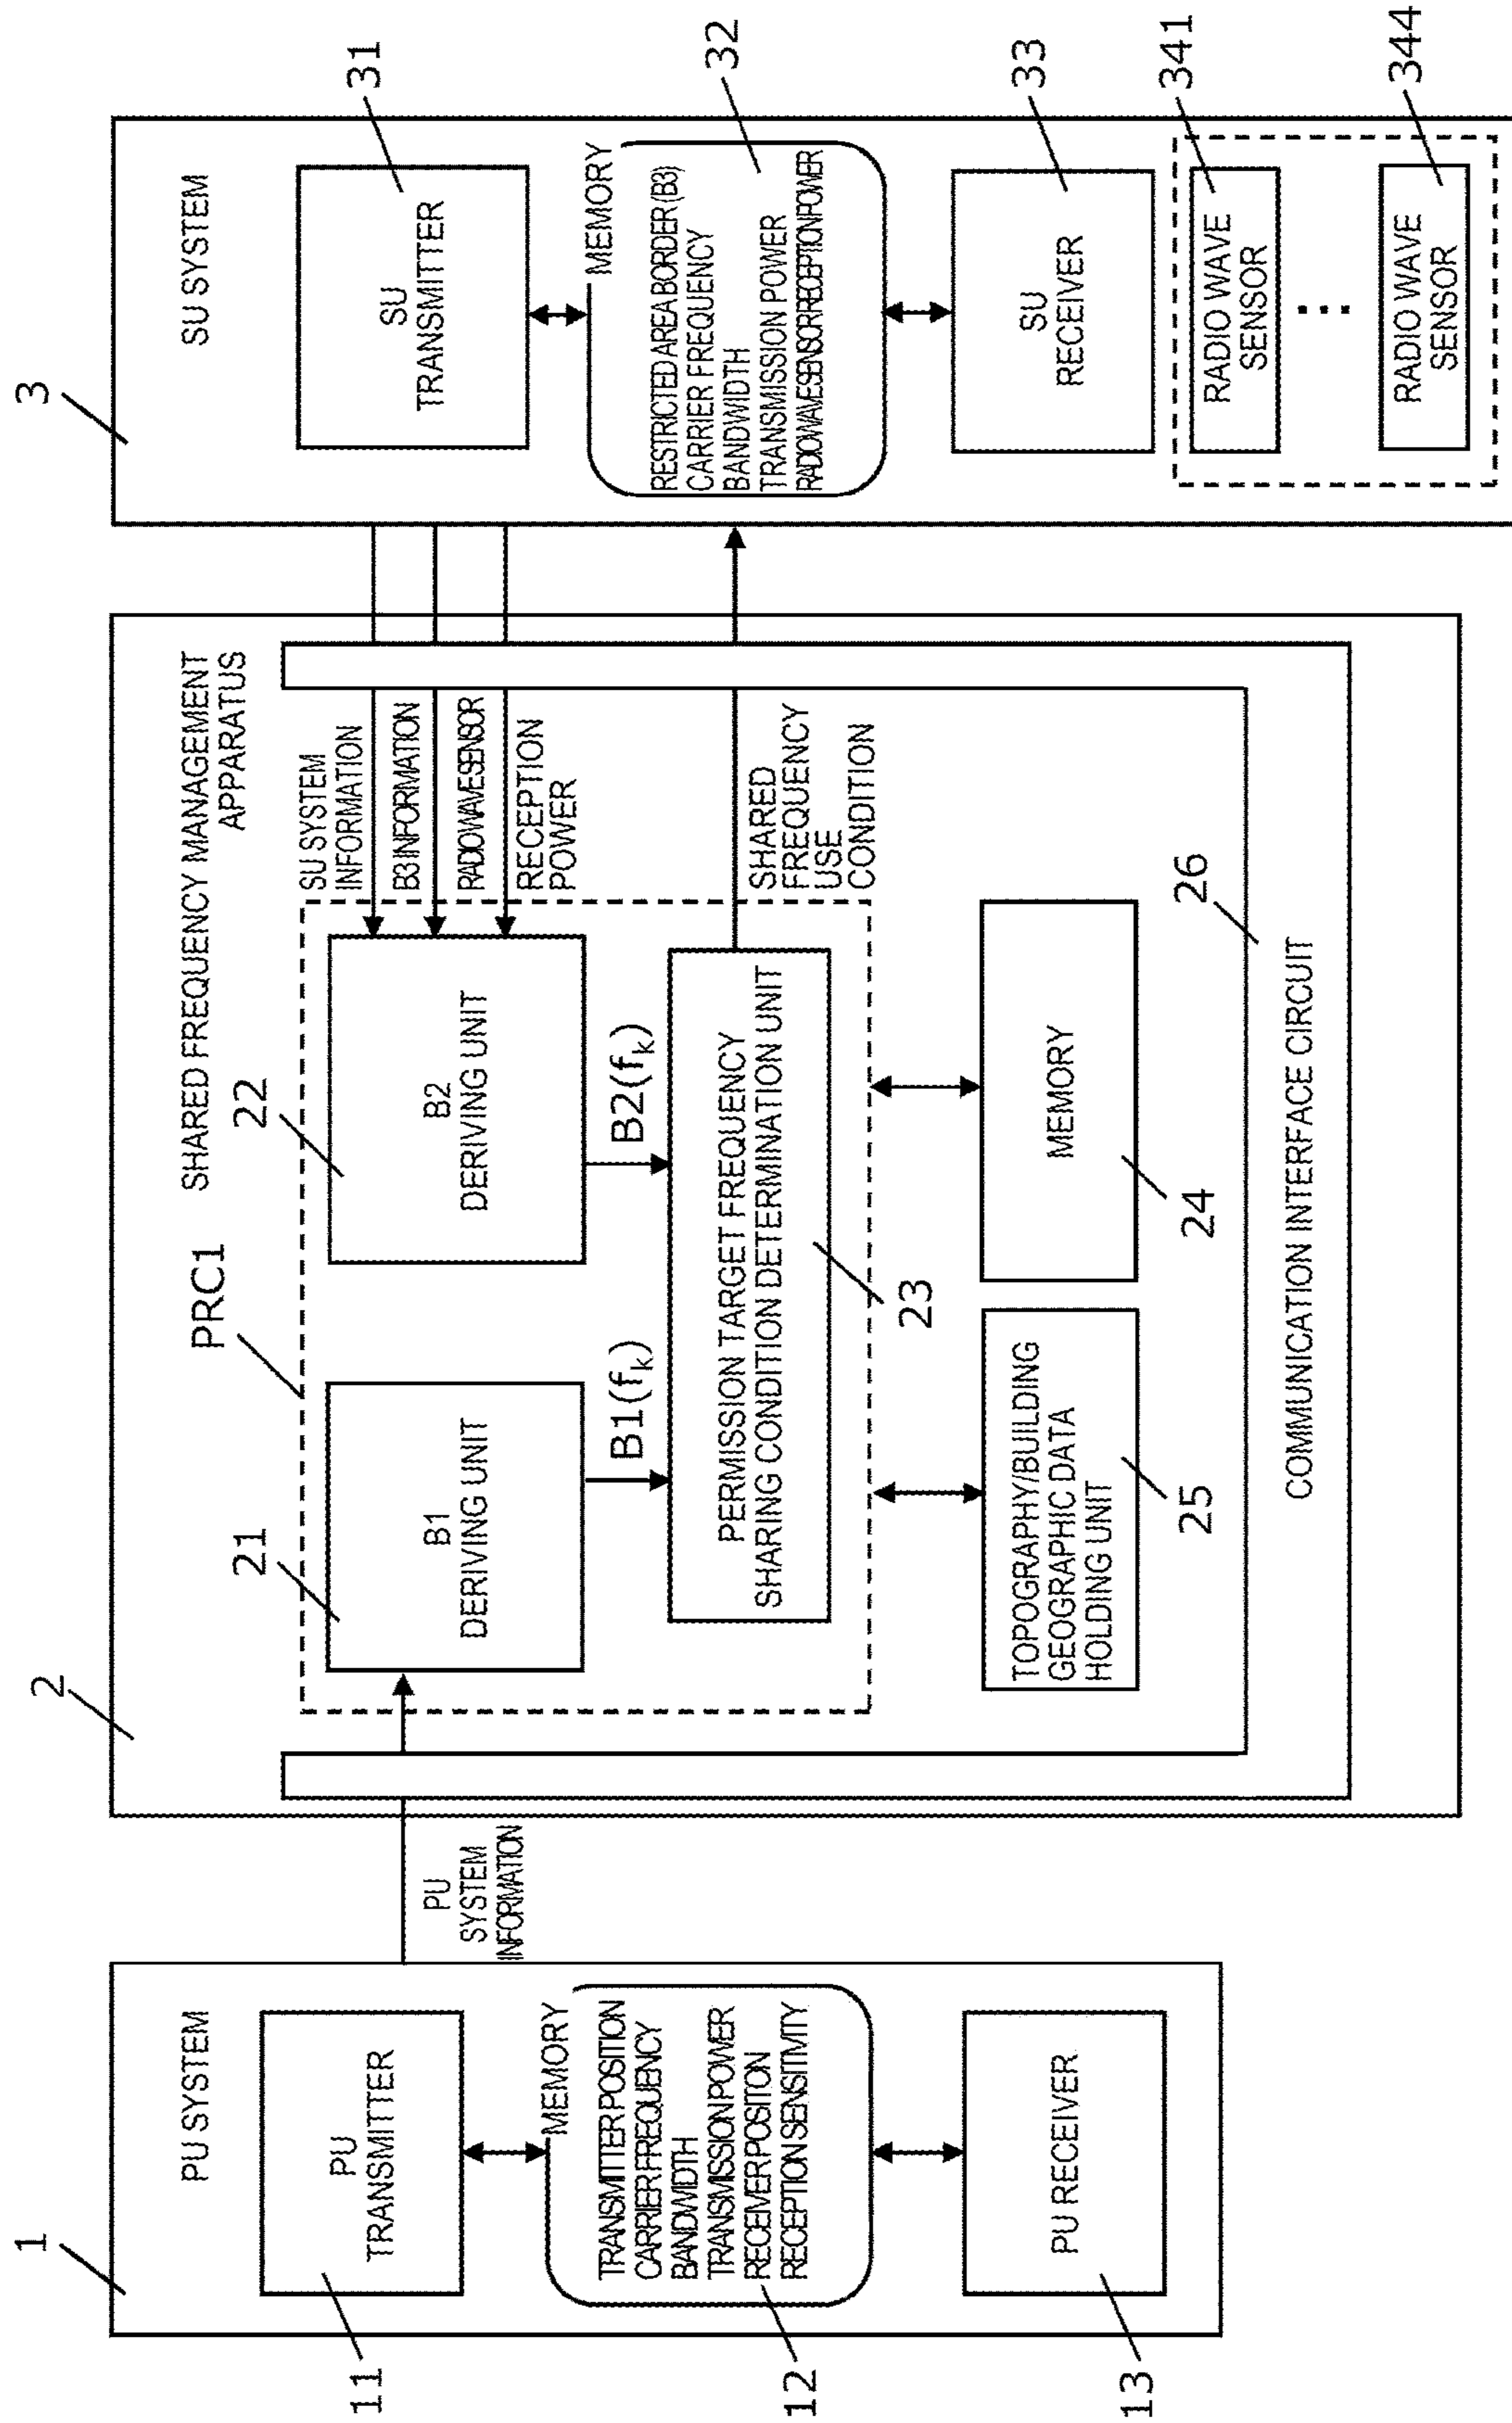 1
PU SYSTEM
11
PU
TRANSMITTER
MEMORY
TRANSMITTER POSITION
CARRIER FREQUENCY
BANDWIDTH
TRANSMISSION POWER
RECEIVER POSITON
RECEPTION SENSITIVITY
12
PU RECEIVER
13
PU
SYSTEM
INFORMATION
2
SHARED FREQUENCY MANAGEMENT
APPARATUS
PRC1
21
B1
DERIVING UNIT
22
B2
DERIVING UNIT
B1(fk)
B2(fk)
PERMISSION TARGET FREQUENCY
SHARING CONDITION DETERMINATION UNIT
23
TOPOGRAPHY/BUILDING
GEOGRAPHIC DATA
HOLDING UNIT
25
MEMORY
24
26
COMMUNICATION INTERFACE CIRCUIT
SU SYSTEM
INFORMATION
B3 INFORMATION
RADIO WAVE SENSOR
RECEPTION
POWER
SHARED
FREQUENCY
USE
CONDITION
3
SU SYSTEM
SU
TRANSMITTER
31
MEMORY
RESTRICTED AREA BORDER (B3)
CARRIER FREQUENCY
BANDWIDTH
TRANSMISSION POWER
RADIO WAVE SENSOR RECEPTION POWER
32
SU
RECEIVER
33
RADIO WAVE
SENSOR
341
RADIO WAVE
SENSOR
344